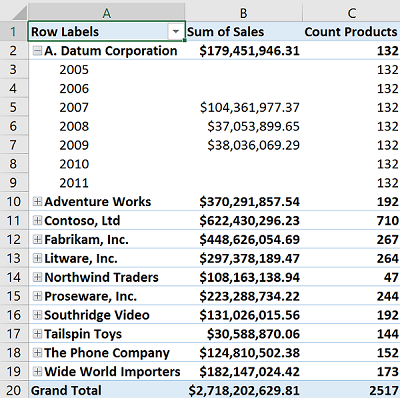 A B C
1 Row Labels Sum of Sales Count Products
2 A. Datum Corporation $179,451,946.31 132
3 2005 132
4 2006 132
5 2007 $104,361,977.37 132
6 2008 $37,053,899.65 132
7 2009 $38,036,069.29 132
8 2010 132
9 2011 132
10 Adventure Works $370,291,857.54 192
11 Contoso, Ltd $622,430,296.23 710
12 Fabrikam, Inc. $448,626,054.69 267
13 Litware, Inc. $297,378,189.47 264
14 Northwind Traders $108,163,138.94 47
15 Proseware, Inc. $223,288,734.22 244
16 Southridge Video $131,026,015.56 192
17 Tailspin Toys $30,588,870.06 144
18 The Phone Company $124,810,502.38 152
19 Wide World Importers $182,147,024.42 173
20 Grand Total $2,718,202,629.81 2517